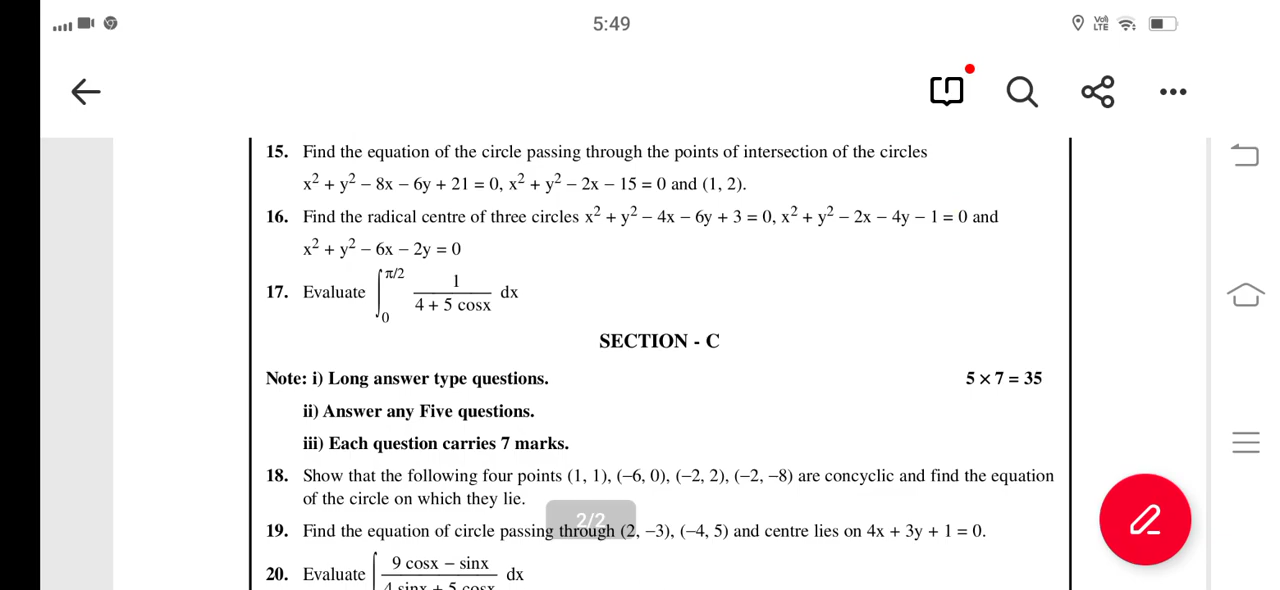 5:49
Vo) LTE
15. Find the equation of the circle passing through the points of intersection of the circles
x² + y² – 8x – 6y + 21 = 0, x² + y² – 2x – 15 = 0 and (1, 2).
16. Find the radical centre of three circles x² + y² – 4x – 6y + 3 = 0, x² + y² – 2x – 4y – 1 = 0 and
x² + y² – 6x – 2y = 0
17. Evaluate ∫₀^(π/2) 1/(4 + 5 cosx) dx
SECTION - C
Note: i) Long answer type questions. 5 × 7 = 35
ii) Answer any Five questions.
iii) Each question carries 7 marks.
18. Show that the following four points (1, 1), (–6, 0), (–2, 2), (–2, –8) are concyclic and find the equation
of the circle on which they lie.
2/2
19. Find the equation of circle passing through (2, –3), (–4, 5) and centre lies on 4x + 3y + 1 = 0.
20. Evaluate ∫ (9 cosx – sinx)/(4 sinx + 5 cosx) dx